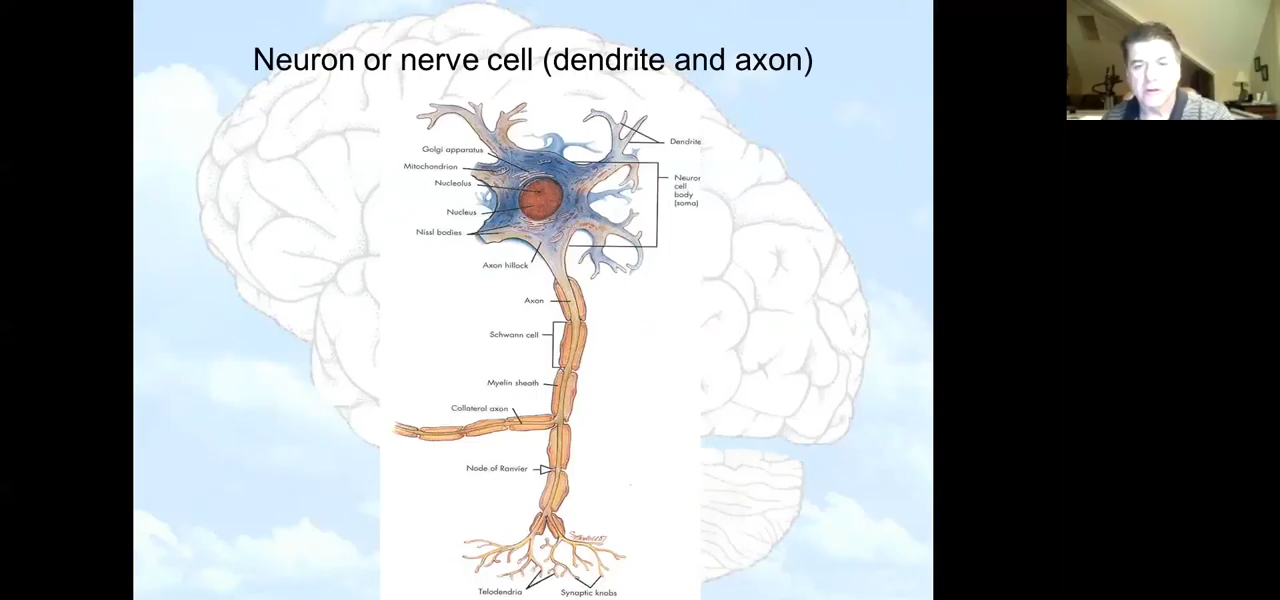 Neuron or nerve cell (dendrite and axon)
Dendrite
Golgi apparatus
Mitochondrion
Nucleolus
Nucleus
Nissl bodies
Neuror
cell
body
(soma)
Axon hillock
Axon
Schwann cell
Myelin sheath
Collateral axon
Node of Ranvier
Telodendria
Synaptic knobs